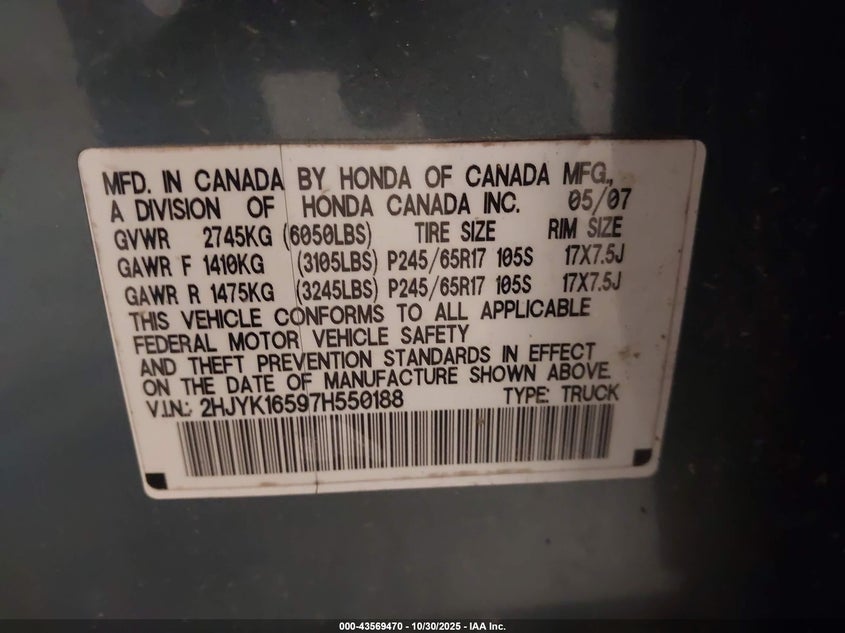 MFD. IN CANADA BY HONDA OF CANADA MFG.,
A DIVISION OF HONDA CANADA INC. 05/07
GVWR 2745KG (6050LBS) TIRE SIZE RIM SIZE
GAWR F 1410KG (3105LBS) P245/65R17 105S 17X7.5J
GAWR R 1475KG (3245LBS) P245/65R17 105S 17X7.5J
THIS VEHICLE CONFORMS TO ALL APPLICABLE
FEDERAL MOTOR VEHICLE SAFETY
AND THEFT PREVENTION STANDARDS IN EFFECT
ON THE DATE OF MANUFACTURE SHOWN ABOVE.
V.I.N.: 2HJYK16597H550188 TYPE: TRUCK
000-43569470 - 10/30/2025 - IAA Inc.